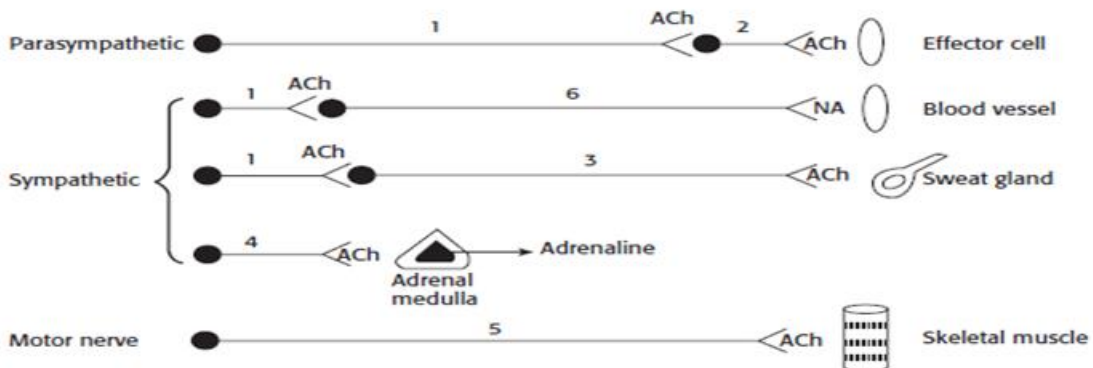 Parasympathetic 1 ACh 2 ACh Effector cell
1 ACh 6 NA Blood vessel
Sympathetic 1 ACh 3 ACh Sweat gland
4 ACh Adrenaline
Adrenal
medulla
Motor nerve 5 ACh Skeletal muscle